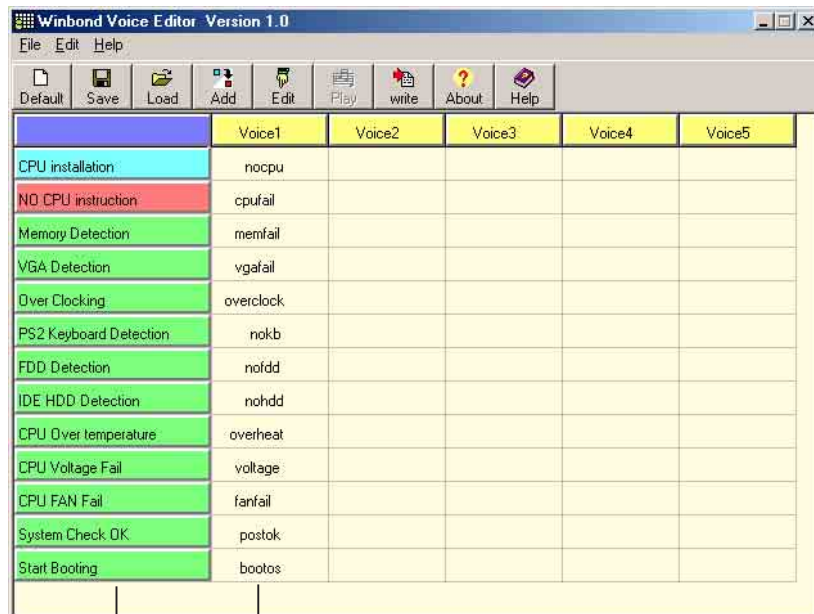 Winbond Voice Editor Version 1.0
File Edit Help
Default Save Load Add Edit Play write About Help
Voice1 Voice2 Voice3 Voice4 Voice5
CPU installation nocpu
NO CPU instruction cpufail
Memory Detection memfail
VGA Detection vgafail
Over Clocking overclock
PS2 Keyboard Detection nokb
FDD Detection nofdd
IDE HDD Detection nohdd
CPU Over temperature overheat
CPU Voltage Fail voltage
CPU FAN Fail fanfail
System Check OK postok
Start Booting bootos